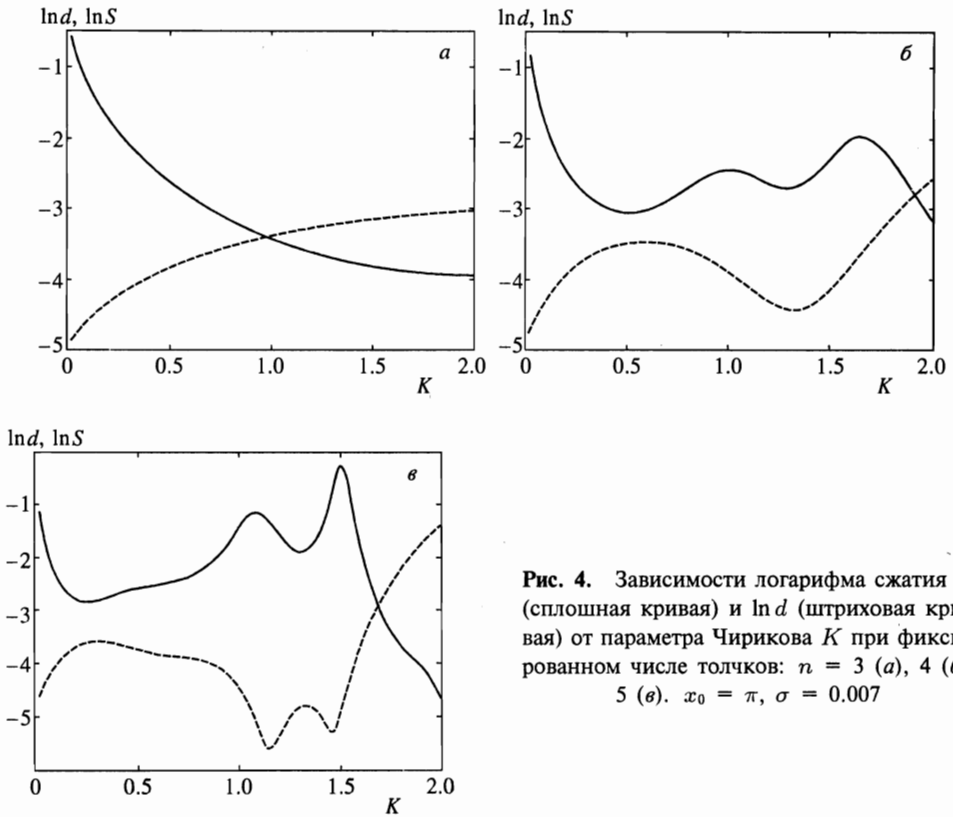 ln d, ln S
а
−1
−2
−3
−4
−5
0 0.5 1.0 1.5 2.0
K
ln d, ln S
б
−1
−2
−3
−4
−5
0 0.5 1.0 1.5 2.0
K
ln d, ln S
в
−1
−2
−3
−4
−5
0 0.5 1.0 1.5 2.0
K
Рис. 4. Зависимости логарифма сжатия
(сплошная кривая) и ln d (штриховая кри
вая) от параметра Чирикова K при фикси
рованном числе толчков: n = 3 (а), 4 (
5 (в). x₀ = π, σ = 0.007